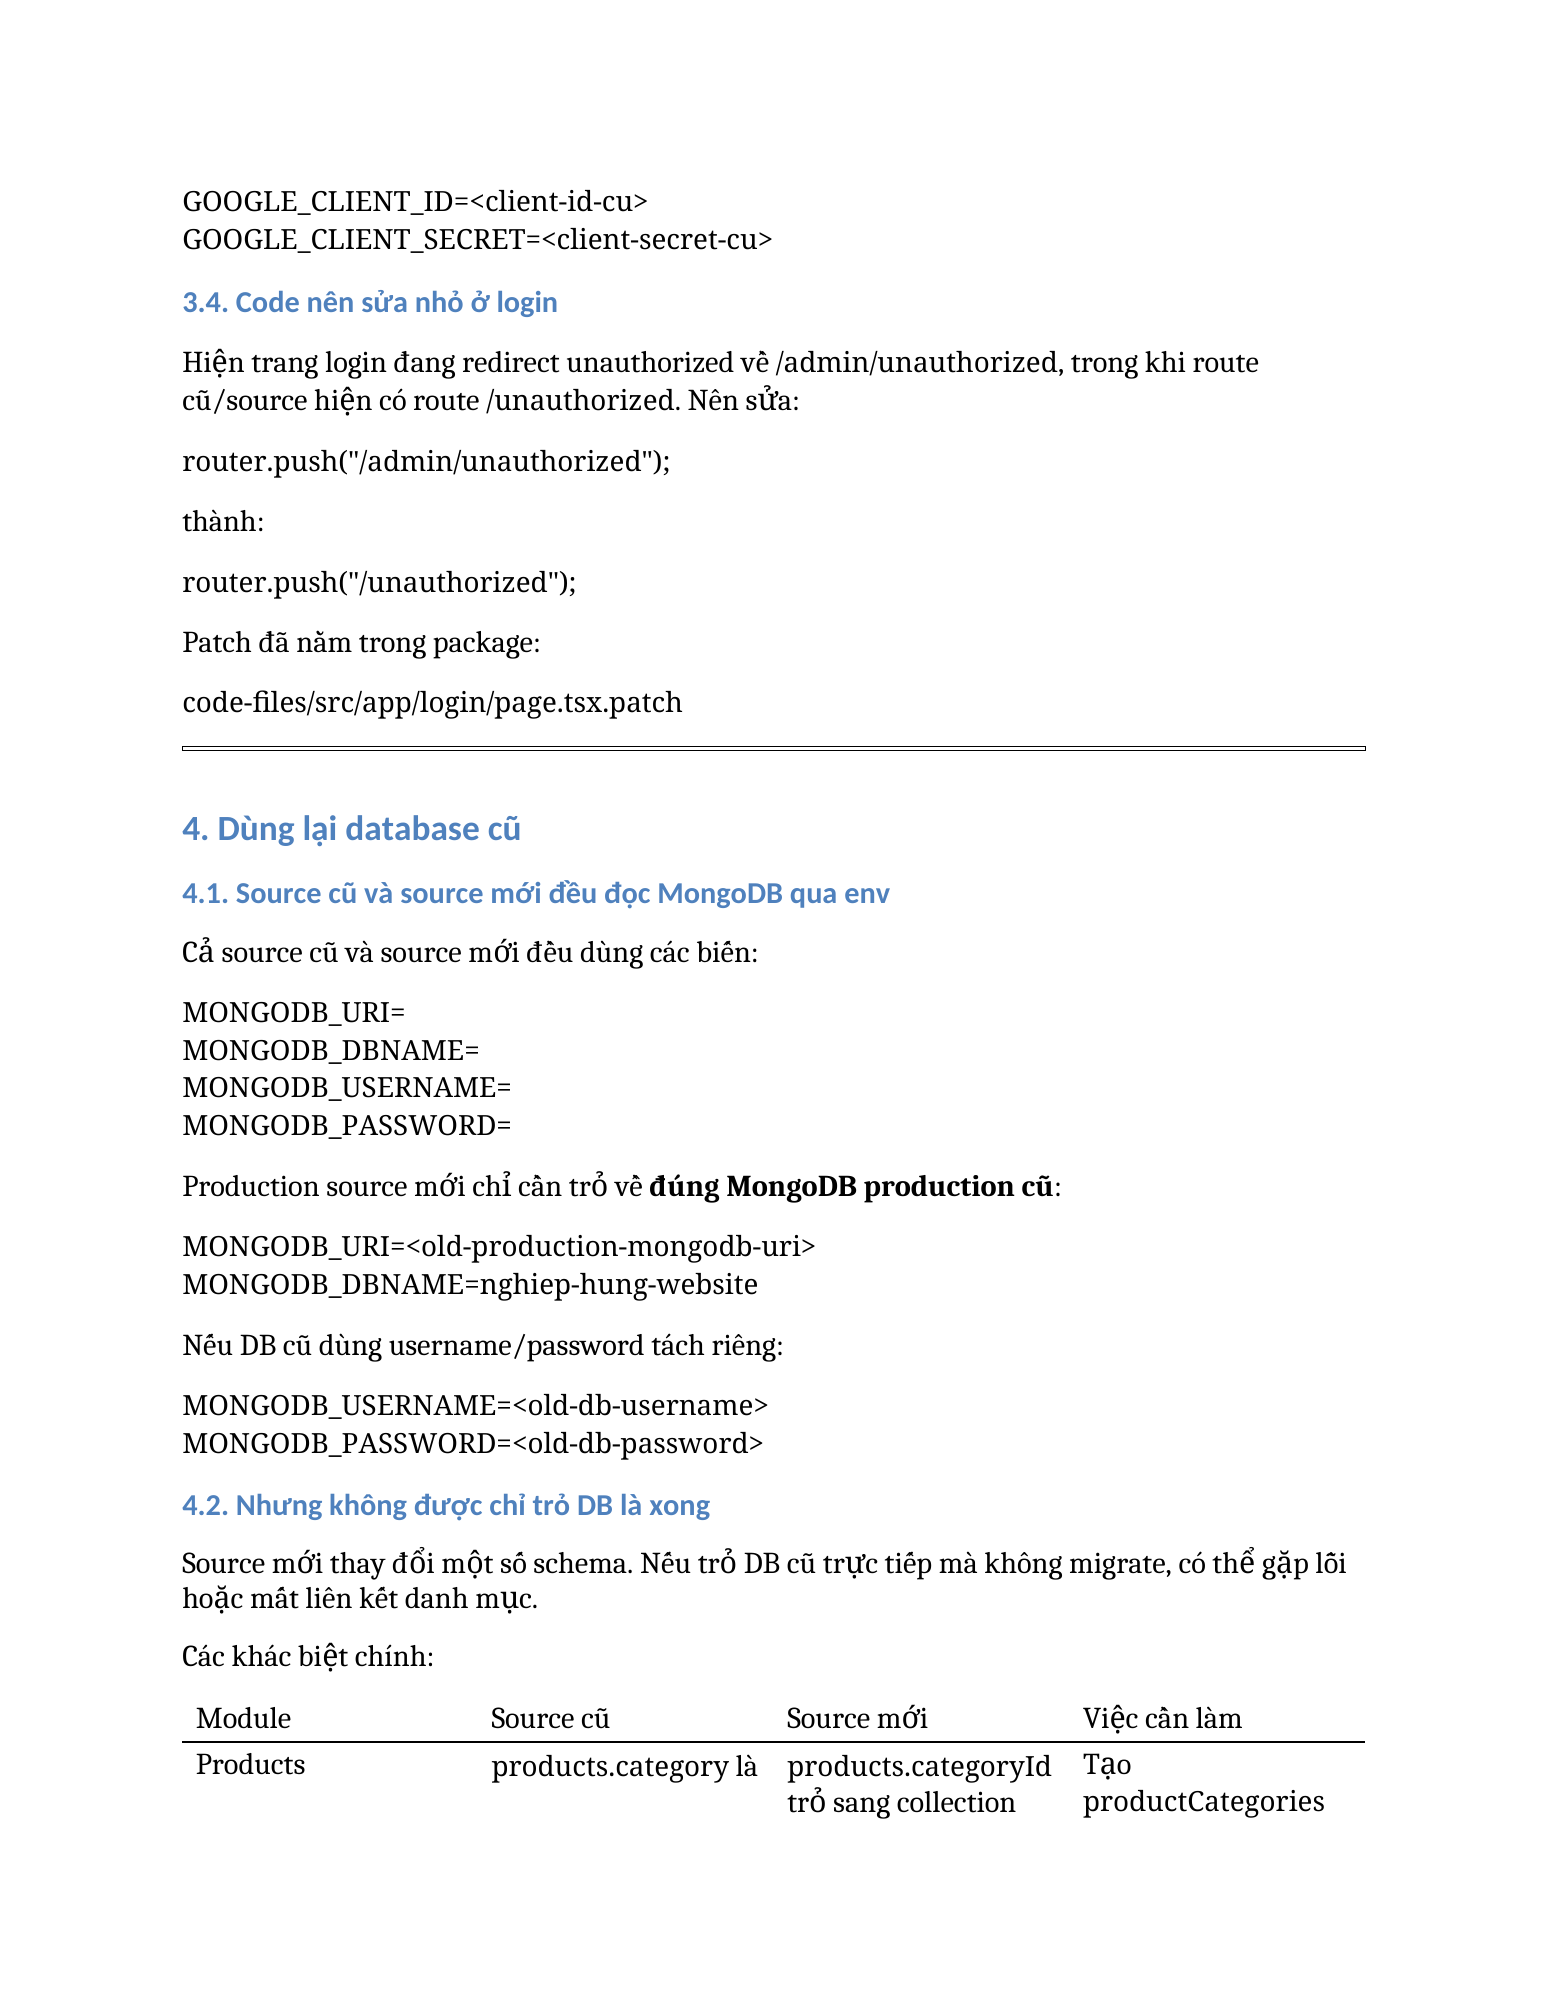 GOOGLE_CLIENT_ID=<client-id-cu>
GOOGLE_CLIENT_SECRET=<client-secret-cu>
3.4. Code nên sửa nhỏ ở login
Hiện trang login đang redirect unauthorized về /admin/unauthorized, trong khi route
cũ/source hiện có route /unauthorized. Nên sửa:
router.push("/admin/unauthorized");
thành:
router.push("/unauthorized");
Patch đã nằm trong package:
code-files/src/app/login/page.tsx.patch
4. Dùng lại database cũ
4.1. Source cũ và source mới đều đọc MongoDB qua env
Cả source cũ và source mới đều dùng các biến:
MONGODB_URI=
MONGODB_DBNAME=
MONGODB_USERNAME=
MONGODB_PASSWORD=
Production source mới chỉ cần trỏ về đúng MongoDB production cũ:
MONGODB_URI=<old-production-mongodb-uri>
MONGODB_DBNAME=nghiep-hung-website
Nếu DB cũ dùng username/password tách riêng:
MONGODB_USERNAME=<old-db-username>
MONGODB_PASSWORD=<old-db-password>
4.2. Nhưng không được chỉ trỏ DB là xong
Source mới thay đổi một số schema. Nếu trỏ DB cũ trực tiếp mà không migrate, có thể gặp lỗi
hoặc mất liên kết danh mục.
Các khác biệt chính:
Module Source cũ Source mới Việc cần làm
Products products.category là products.categoryId Tạo
trỏ sang collection productCategories